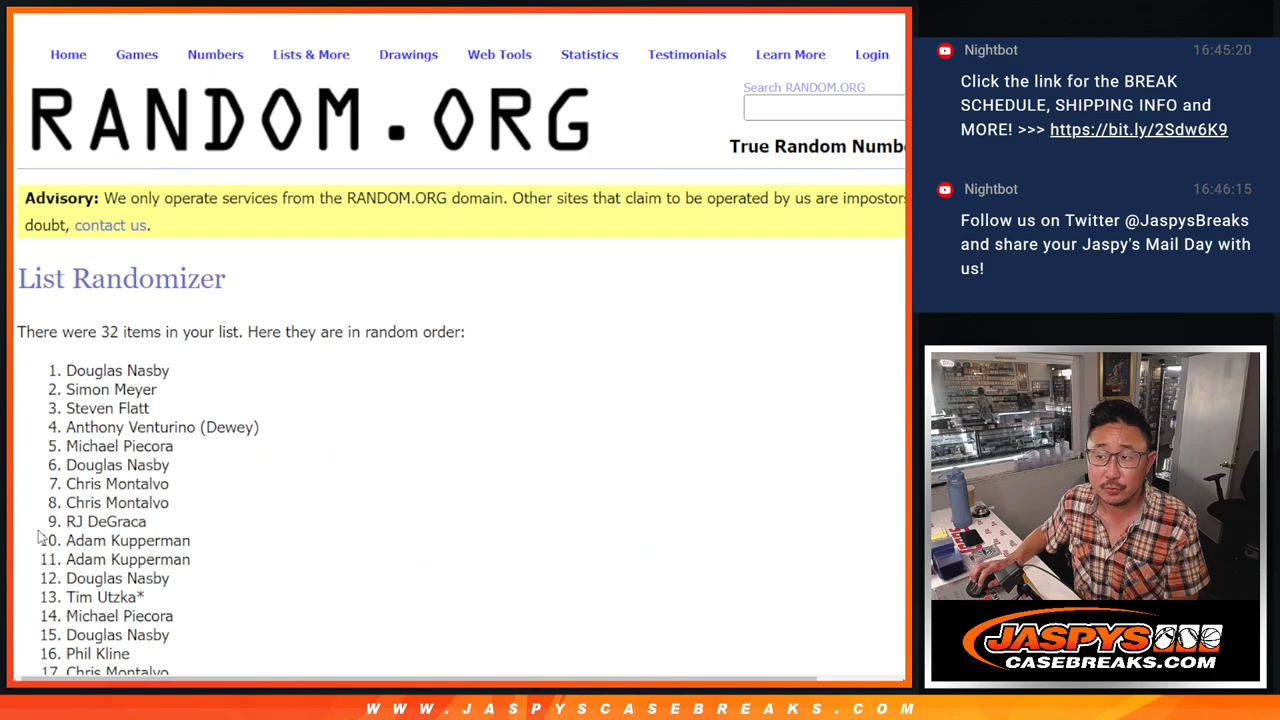 Home Games Numbers Lists & More Drawings Web Tools Statistics Testimonials Learn More Login
RANDOM.ORG
Search RANDOM.ORG
True Random Numb
Advisory: We only operate services from the RANDOM.ORG domain. Other sites that claim to be operated by us are impostors
doubt, contact us.
List Randomizer
There were 32 items in your list. Here they are in random order:
1. Douglas Nasby
2. Simon Meyer
3. Steven Flatt
4. Anthony Venturino (Dewey)
5. Michael Piecora
6. Douglas Nasby
7. Chris Montalvo
8. Chris Montalvo
9. RJ DeGraca
10. Adam Kupperman
11. Adam Kupperman
12. Douglas Nasby
13. Tim Utzka*
14. Michael Piecora
15. Douglas Nasby
16. Phil Kline
17. Chris Montalvo
Nightbot 16:45:20
Click the link for the BREAK
SCHEDULE, SHIPPING INFO and
MORE! >>> https://bit.ly/2Sdw6K9
Nightbot 16:46:15
Follow us on Twitter @JaspysBreaks
and share your Jaspy's Mail Day with
us!
JASPYS
CASEBREAKS.COM
WWW.JASPYSCASEBREAKS.COM